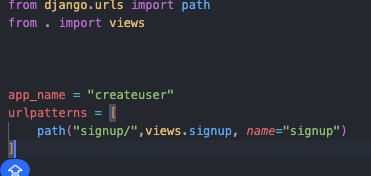 from django.urls import path
from . import views
app_name = "createuser"
urlpatterns = [
    path("signup/",views.signup, name="signup")
]